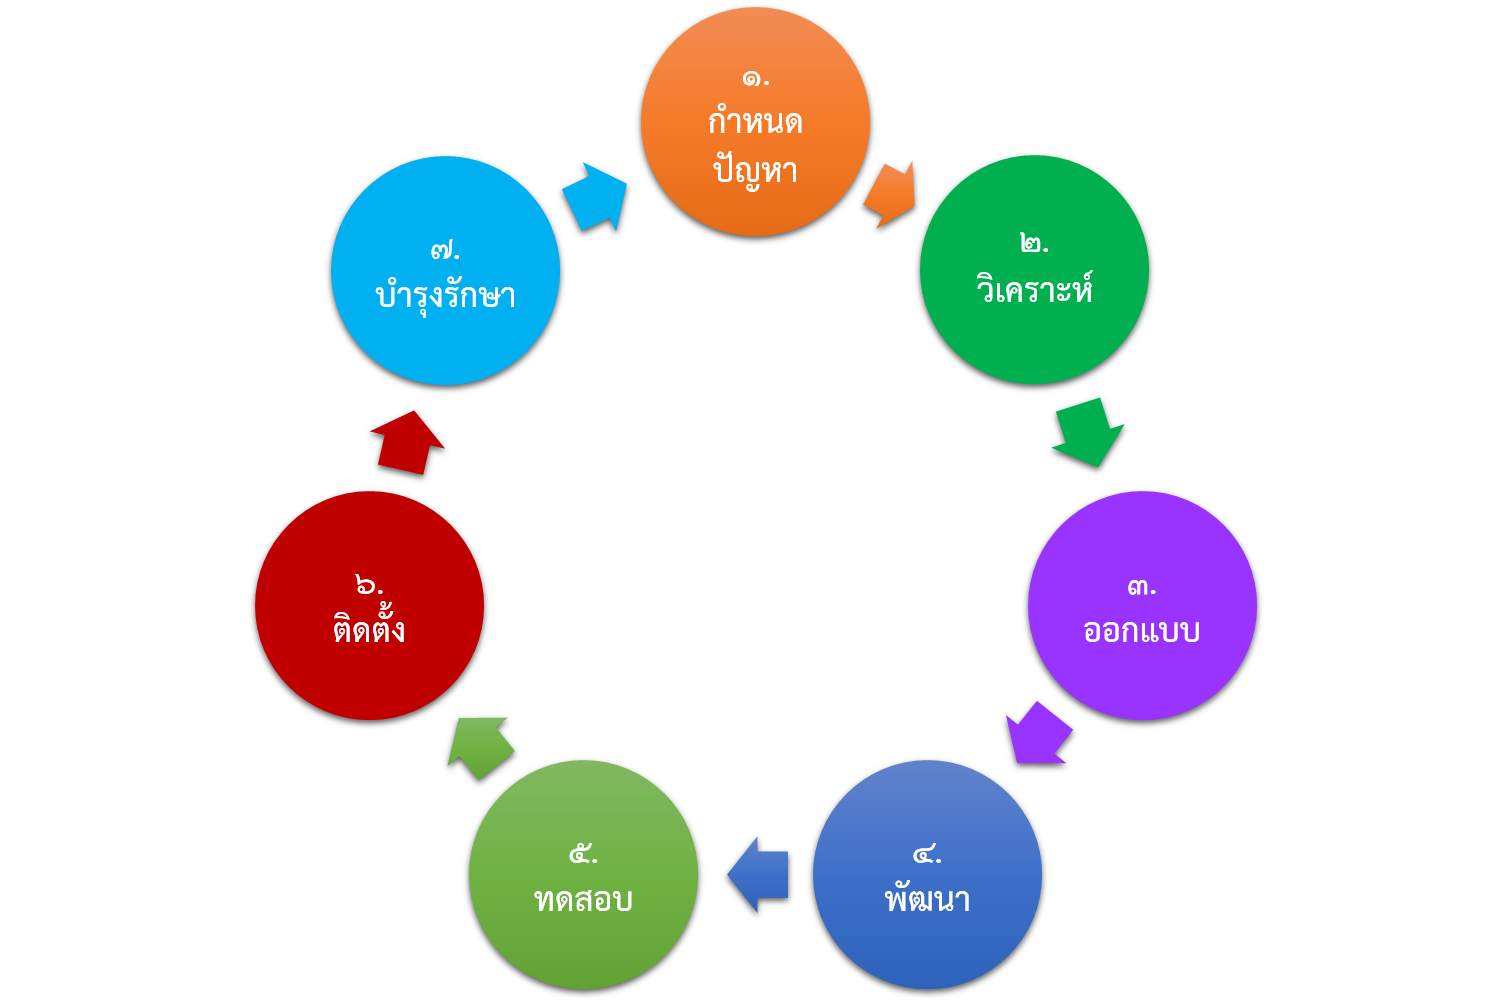 ๑.
กำหนด
ปัญหา
๒.
วิเคราะห์
๓.
ออกแบบ
๔.
พัฒนา
๕.
ทดสอบ
๖.
ติดตั้ง
๗.
บำรุงรักษา